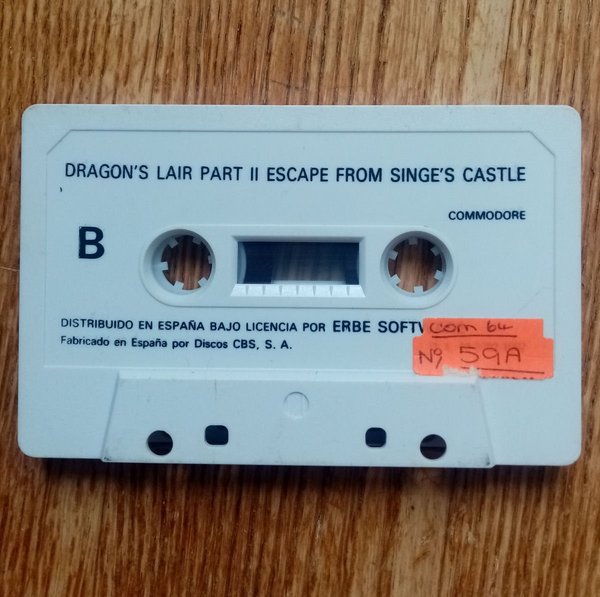 DRAGON'S LAIR PART II ESCAPE FROM SINGE'S CASTLE
COMMODORE
B
DISTRIBUIDO EN ESPAÑA BAJO LICENCIA POR ERBE
Fabricado en España por Discos CBS, S. A.
com 64
Nº 59A